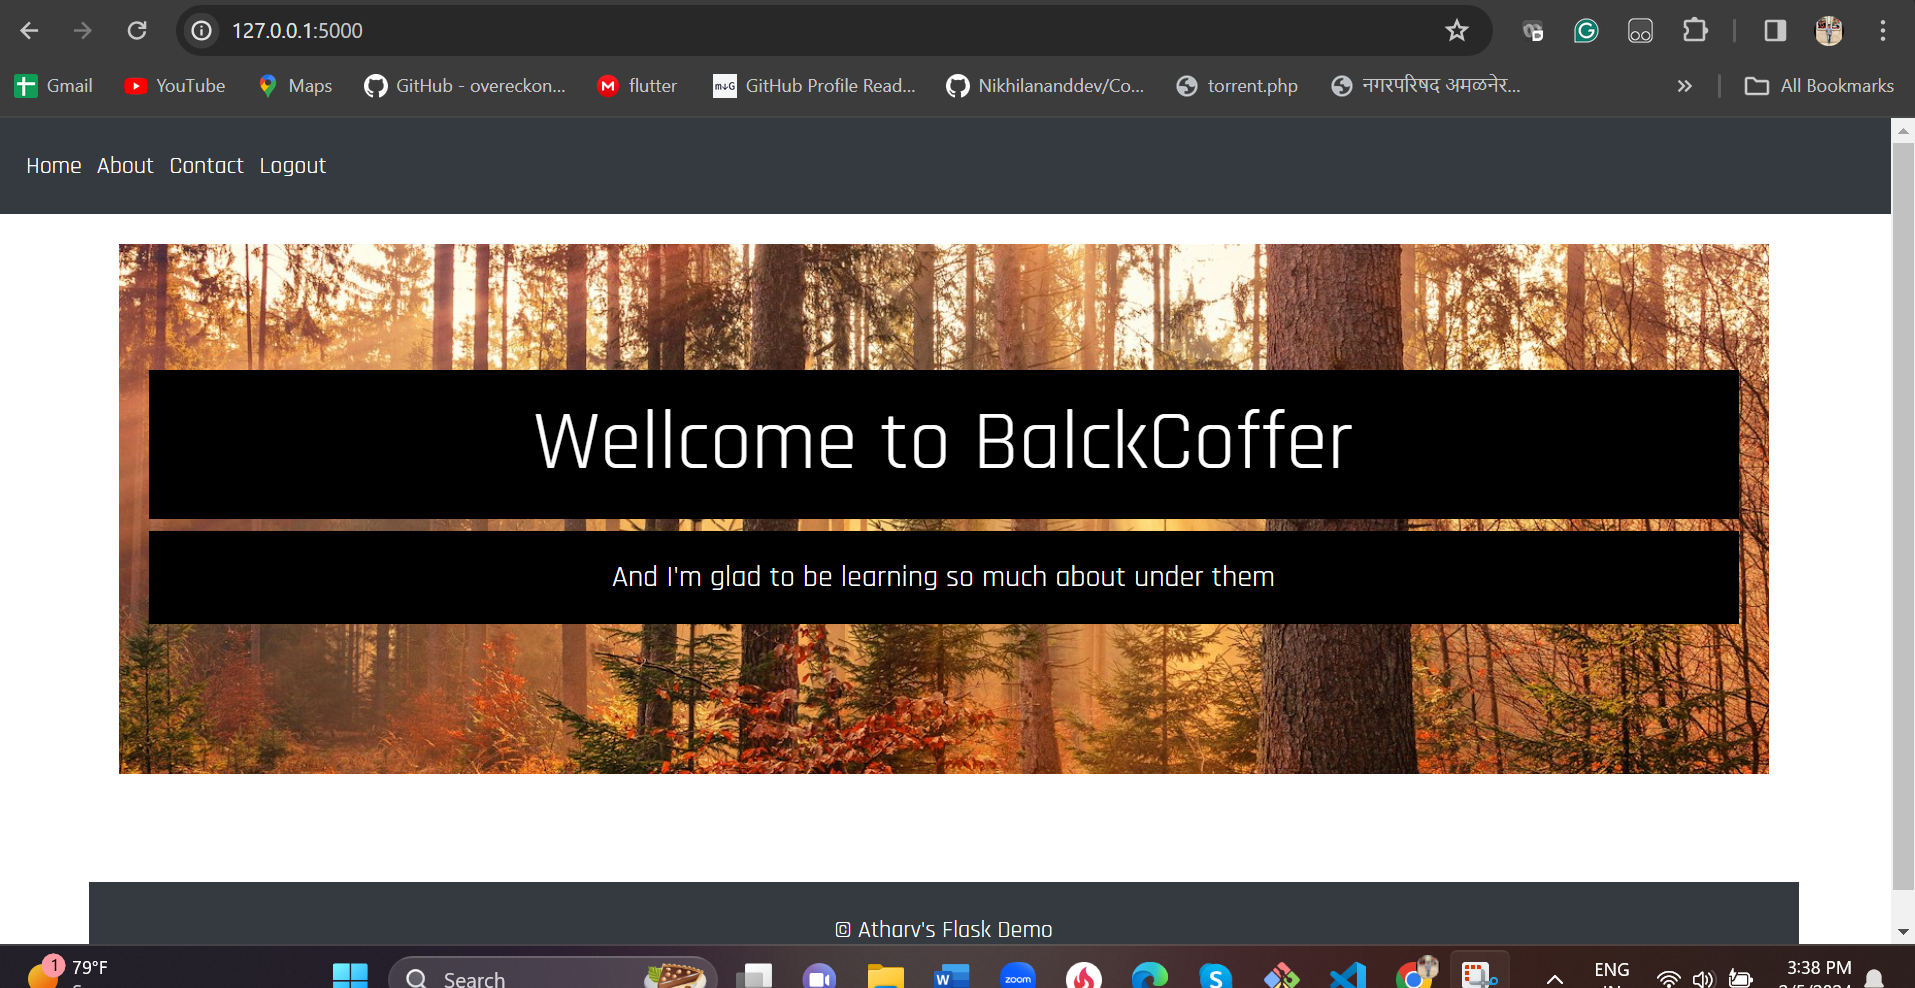 127.0.0.1:5000
Gmail YouTube Maps GitHub - overeckon... flutter GitHub Profile Read... Nikhilananddev/Co... torrent.php नगरपरिषद अमळनेर... All Bookmarks
Home About Contact Logout
Wellcome to BalckCoffer
And I'm glad to be learning so much about under them
© Atharv's Flask Demo
1 79°F
Search
zoom
ENG
3:38 PM